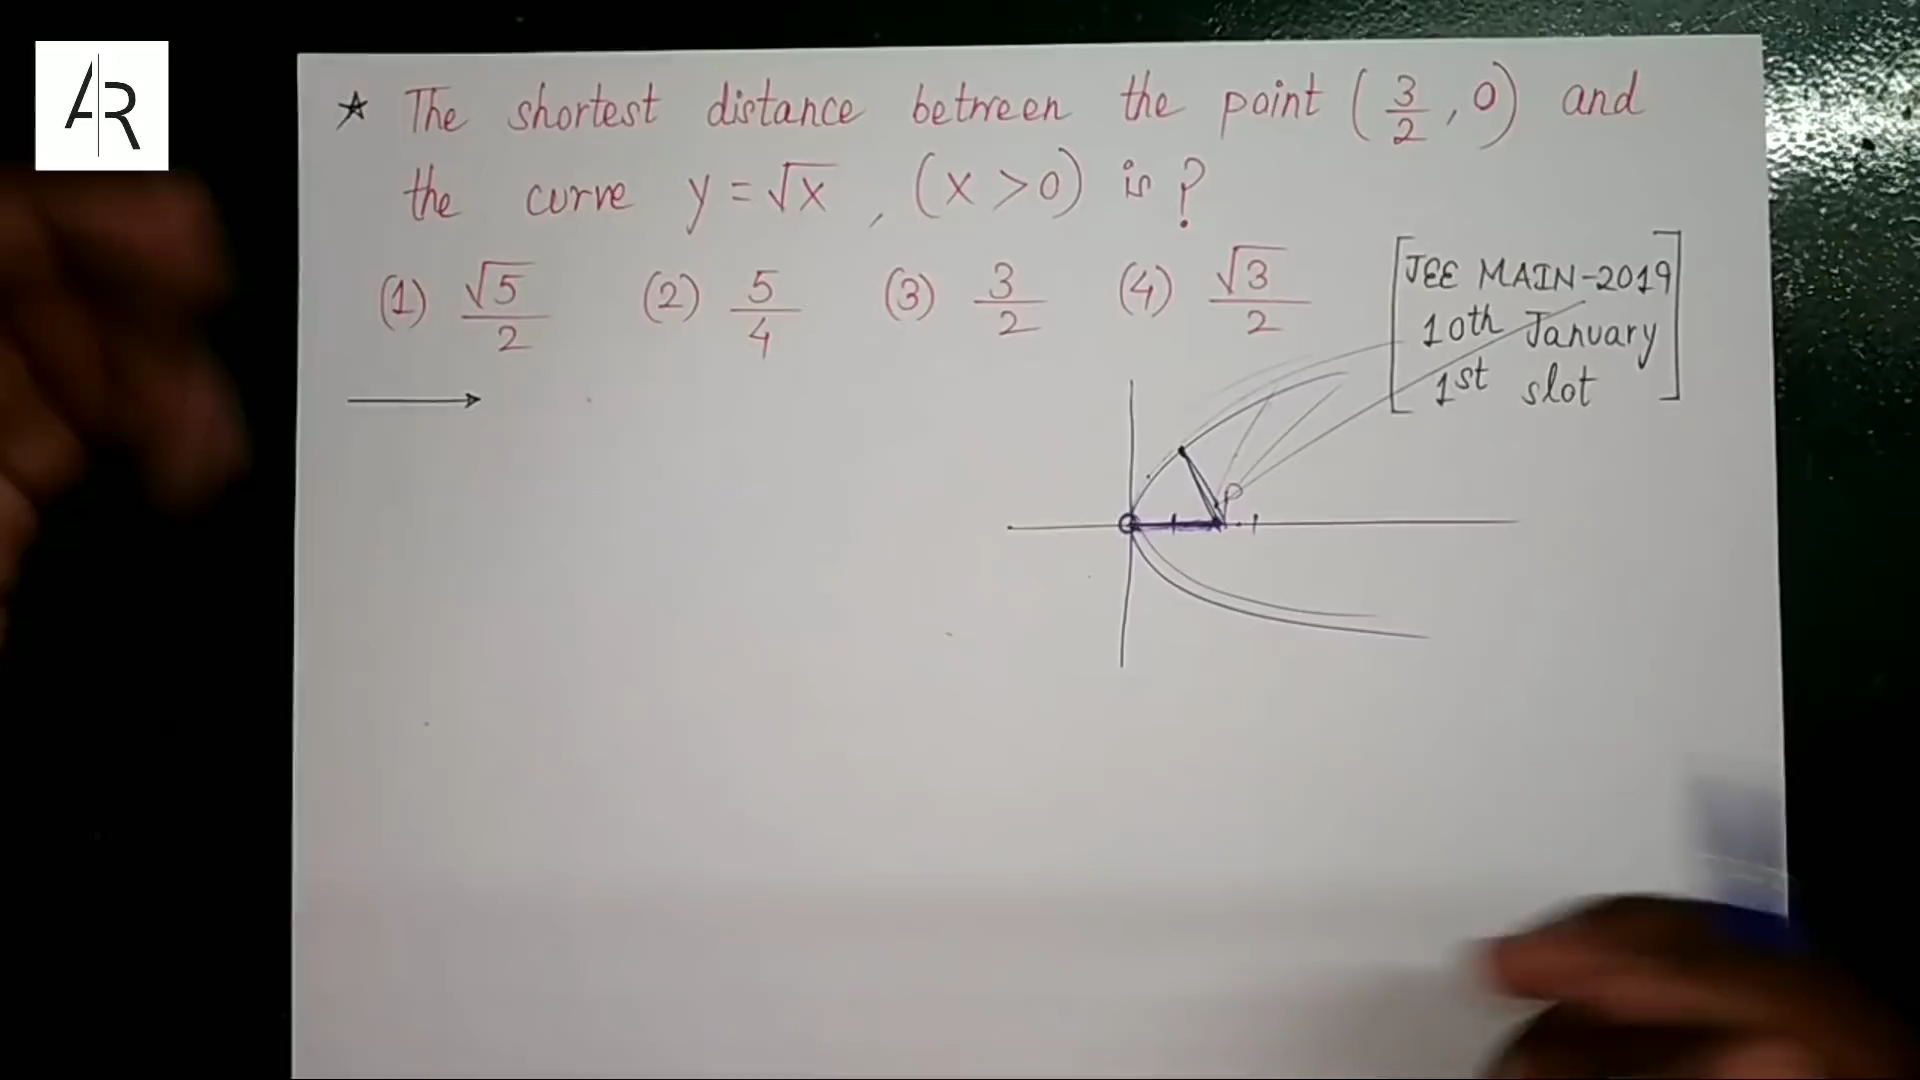 AR
☆ The shortest distance between the point (3/2, 0) and
the curve y = √x , (x > 0) is ?
(1) √5/2 (2) 5/4 (3) 3/2 (4) √3/2
[JEE MAIN-2019
10th January
1st slot]
P